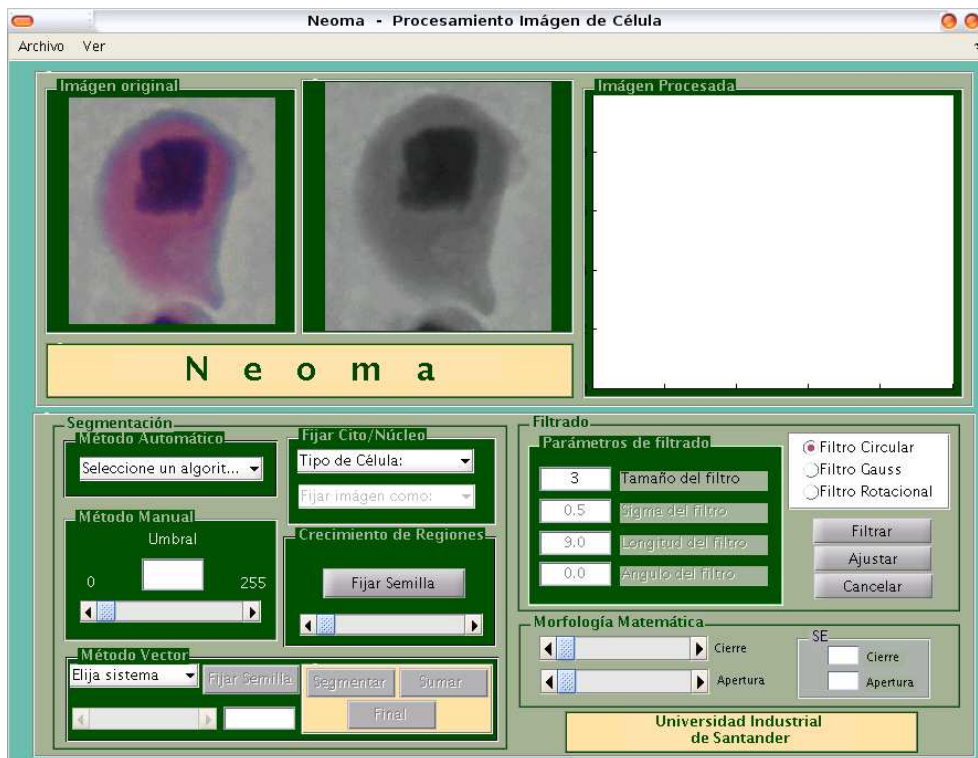 Neoma - Procesamiento Imágen de Célula
Archivo Ver
Imágen original
Imágen Procesada
N e o m a
Segmentación
Método Automático
Seleccione un algorit...
Fijar Cito/Núcleo
Tipo de Célula:
Fijar imágen como:
Método Manual
Umbral
0 255
Crecimiento de Regiones
Fijar Semilla
Método Vector
Elija sistema
Fijar Semilla
Segmentar
Sumar
Final
Filtrado
Parámetros de filtrado
3 Tamaño del filtro
0.5 Sigma del filtro
9.0 Longitud del filtro
0.0 Angulo del filtro
Filtro Circular
Filtro Gauss
Filtro Rotacional
Filtrar
Ajustar
Cancelar
Morfología Matemática
Cierre
Apertura
SE
Cierre
Apertura
Universidad Industrial
de Santander